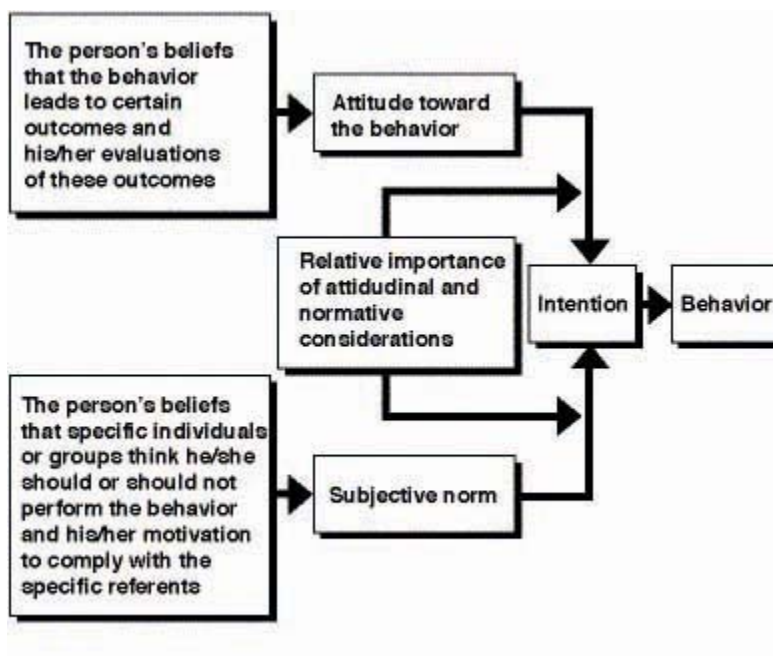 The person's beliefs
that the behavior
leads to certain
outcomes and
his/her evaluations
of these outcomes
Attitude toward
the behavior
Relative importance
of attidudinal and
normative
considerations
Intention
Behavior
The person's beliefs
that specific individuals
or groups think he/she
should or should not
perform the behavior
and his/her motivation
to comply with the
specific referents
Subjective norm